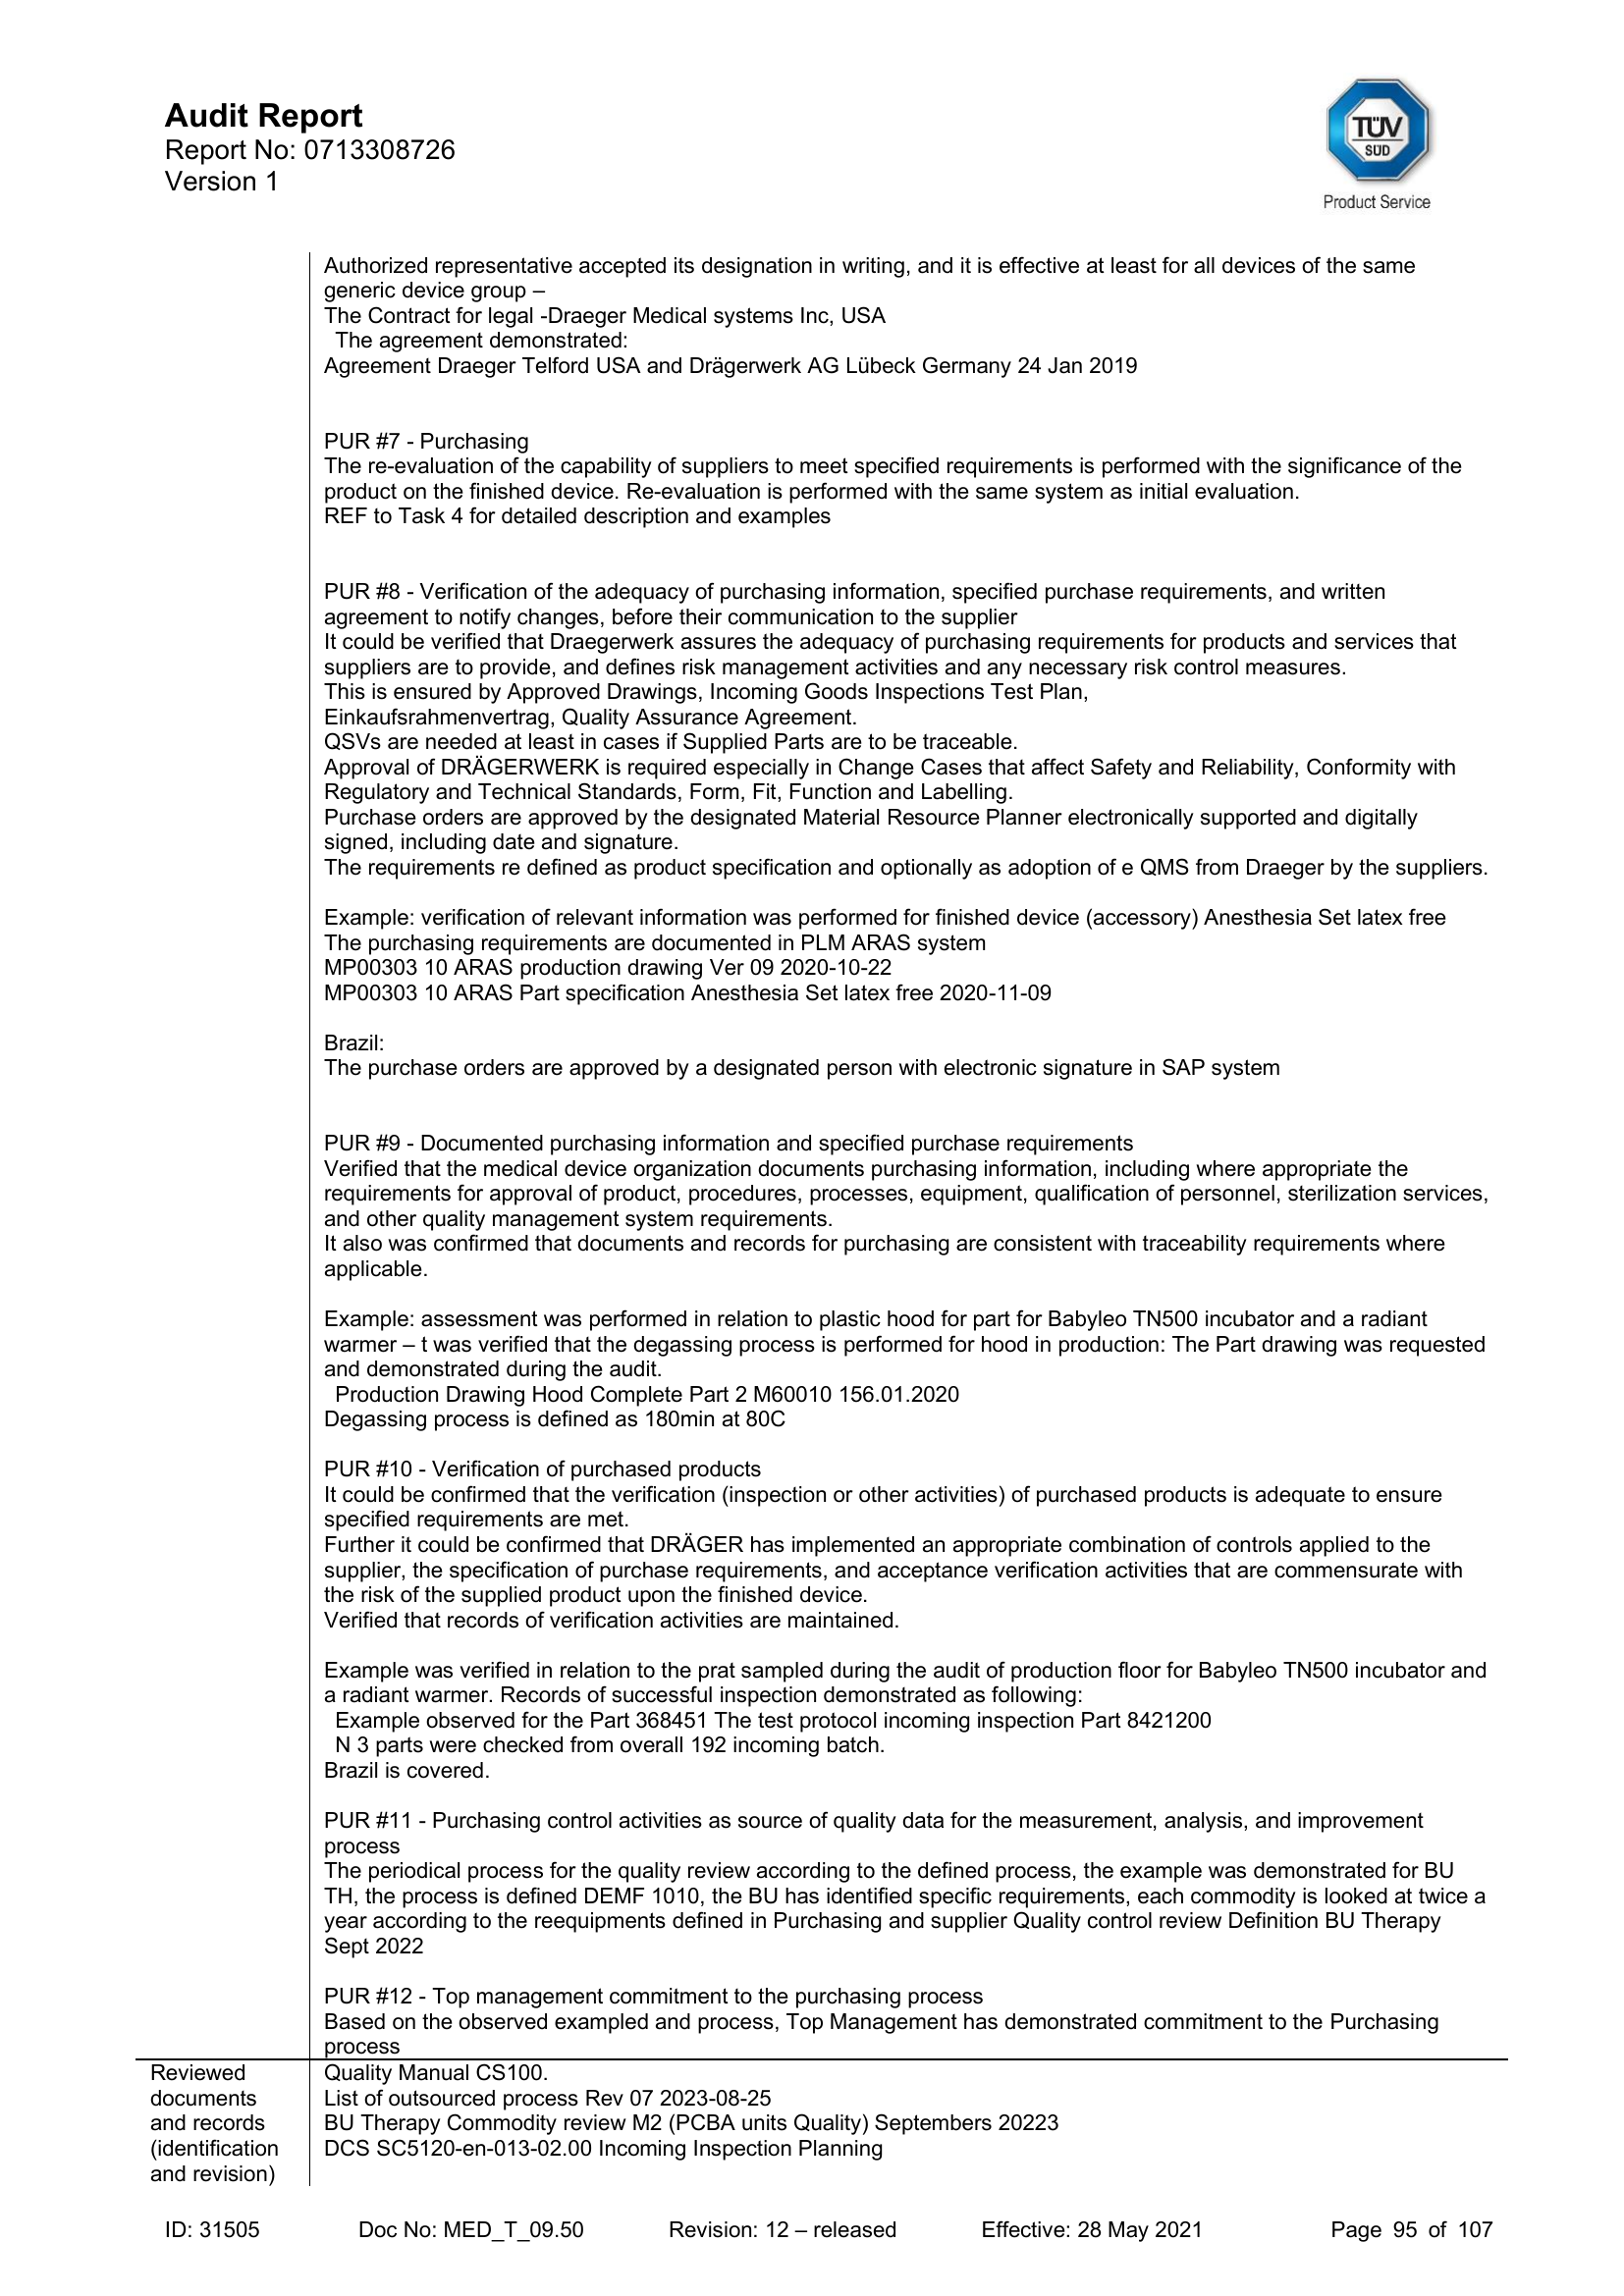 Audit Report
Report No: 0713308726
Version 1
TÜV
SÜD
Product Service
Authorized representative accepted its designation in writing, and it is effective at least for all devices of the same
generic device group –
The Contract for legal -Draeger Medical systems Inc, USA
The agreement demonstrated:
Agreement Draeger Telford USA and Drägerwerk AG Lübeck Germany 24 Jan 2019
PUR #7 - Purchasing
The re-evaluation of the capability of suppliers to meet specified requirements is performed with the significance of the
product on the finished device. Re-evaluation is performed with the same system as initial evaluation.
REF to Task 4 for detailed description and examples
PUR #8 - Verification of the adequacy of purchasing information, specified purchase requirements, and written
agreement to notify changes, before their communication to the supplier
It could be verified that Draegerwerk assures the adequacy of purchasing requirements for products and services that
suppliers are to provide, and defines risk management activities and any necessary risk control measures.
This is ensured by Approved Drawings, Incoming Goods Inspections Test Plan,
Einkaufsrahmenvertrag, Quality Assurance Agreement.
QSVs are needed at least in cases if Supplied Parts are to be traceable.
Approval of DRÄGERWERK is required especially in Change Cases that affect Safety and Reliability, Conformity with
Regulatory and Technical Standards, Form, Fit, Function and Labelling.
Purchase orders are approved by the designated Material Resource Planner electronically supported and digitally
signed, including date and signature.
The requirements re defined as product specification and optionally as adoption of e QMS from Draeger by the suppliers.
Example: verification of relevant information was performed for finished device (accessory) Anesthesia Set latex free
The purchasing requirements are documented in PLM ARAS system
MP00303 10 ARAS production drawing Ver 09 2020-10-22
MP00303 10 ARAS Part specification Anesthesia Set latex free 2020-11-09
Brazil:
The purchase orders are approved by a designated person with electronic signature in SAP system
PUR #9 - Documented purchasing information and specified purchase requirements
Verified that the medical device organization documents purchasing information, including where appropriate the
requirements for approval of product, procedures, processes, equipment, qualification of personnel, sterilization services,
and other quality management system requirements.
It also was confirmed that documents and records for purchasing are consistent with traceability requirements where
applicable.
Example: assessment was performed in relation to plastic hood for part for Babyleo TN500 incubator and a radiant
warmer – t was verified that the degassing process is performed for hood in production: The Part drawing was requested
and demonstrated during the audit.
Production Drawing Hood Complete Part 2 M60010 156.01.2020
Degassing process is defined as 180min at 80C
PUR #10 - Verification of purchased products
It could be confirmed that the verification (inspection or other activities) of purchased products is adequate to ensure
specified requirements are met.
Further it could be confirmed that DRÄGER has implemented an appropriate combination of controls applied to the
supplier, the specification of purchase requirements, and acceptance verification activities that are commensurate with
the risk of the supplied product upon the finished device.
Verified that records of verification activities are maintained.
Example was verified in relation to the prat sampled during the audit of production floor for Babyleo TN500 incubator and
a radiant warmer. Records of successful inspection demonstrated as following:
Example observed for the Part 368451 The test protocol incoming inspection Part 8421200
N 3 parts were checked from overall 192 incoming batch.
Brazil is covered.
PUR #11 - Purchasing control activities as source of quality data for the measurement, analysis, and improvement
process
The periodical process for the quality review according to the defined process, the example was demonstrated for BU
TH, the process is defined DEMF 1010, the BU has identified specific requirements, each commodity is looked at twice a
year according to the reequipments defined in Purchasing and supplier Quality control review Definition BU Therapy
Sept 2022
PUR #12 - Top management commitment to the purchasing process
Based on the observed exampled and process, Top Management has demonstrated commitment to the Purchasing
process
Reviewed
documents
and records
(identification
and revision)
Quality Manual CS100.
List of outsourced process Rev 07 2023-08-25
BU Therapy Commodity review M2 (PCBA units Quality) Septembers 20223
DCS SC5120-en-013-02.00 Incoming Inspection Planning
ID: 31505 Doc No: MED_T_09.50 Revision: 12 – released Effective: 28 May 2021 Page 95 of 107